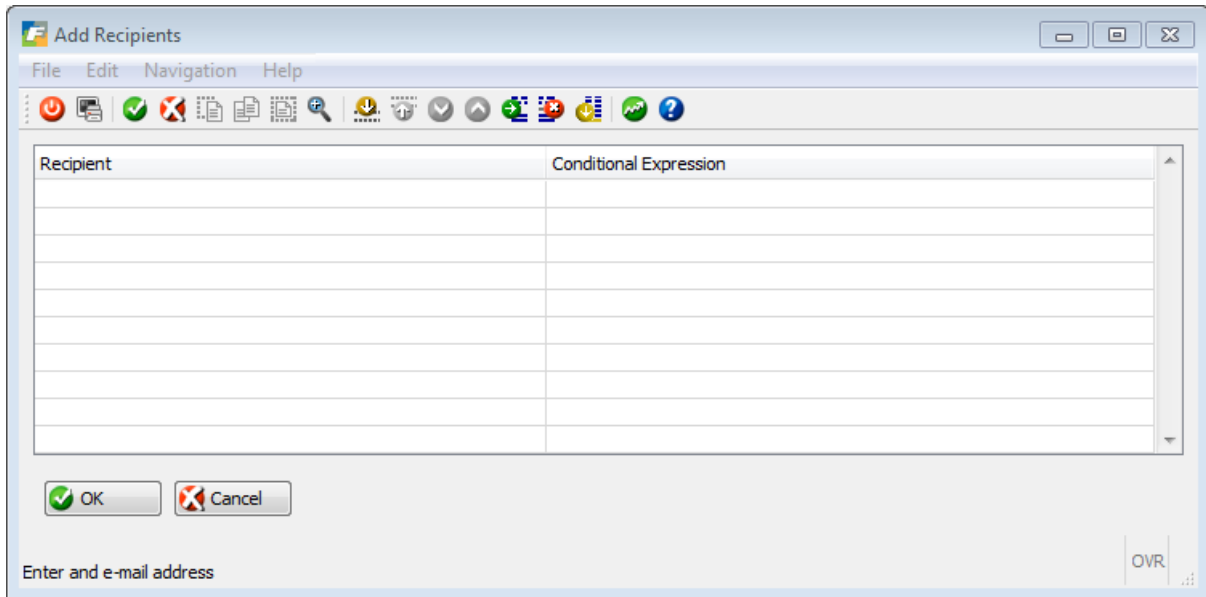 Add Recipients
File Edit Navigation Help
Recipient Conditional Expression
OK Cancel
Enter and e-mail address
OVR